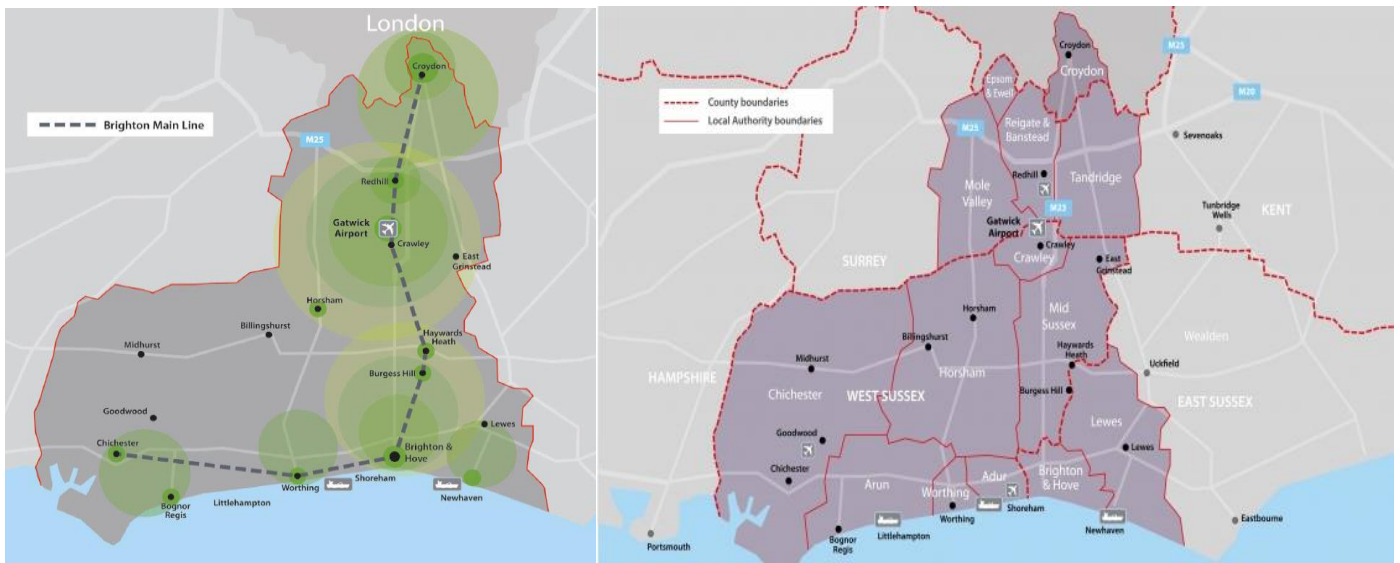 London
Croydon
Brighton Main Line
M25
Redhill
Gatwick
Airport
Crawley
East
Grinstead
Horsham
Billingshurst
Haywards
Heath
Midhurst
Burgess Hill
Goodwood
Lewes
Chichester
Brighton &
Hove
Shoreham
Worthing
Newhaven
Littlehampton
Bognor
Regis
County boundaries
Local Authority boundaries
Croydon
Croydon
M25
Epsom
& Ewell
M20
Reigate &
Banstead
M25
Sevenoaks
Redhill
Tandridge
Mole
Valley
M23
Tunbridge
Wells
KENT
Gatwick
Airport
Crawley
Crawley
SURREY
East
Grinstead
Horsham
Mid
Sussex
Billingshurst
Wealden
Haywards
Heath
Midhurst
Uckfield
HAMPSHIRE
Horsham
Chichester
WEST SUSSEX
Burgess Hill
EAST SUSSEX
Lewes
Goodwood
Lewes
Chichester
Brighton
& Hove
Adur
Arun
Worthing
Worthing
Shoreham
Eastbourne
Newhaven
Portsmouth
Bognor
Regis
Littlehampton